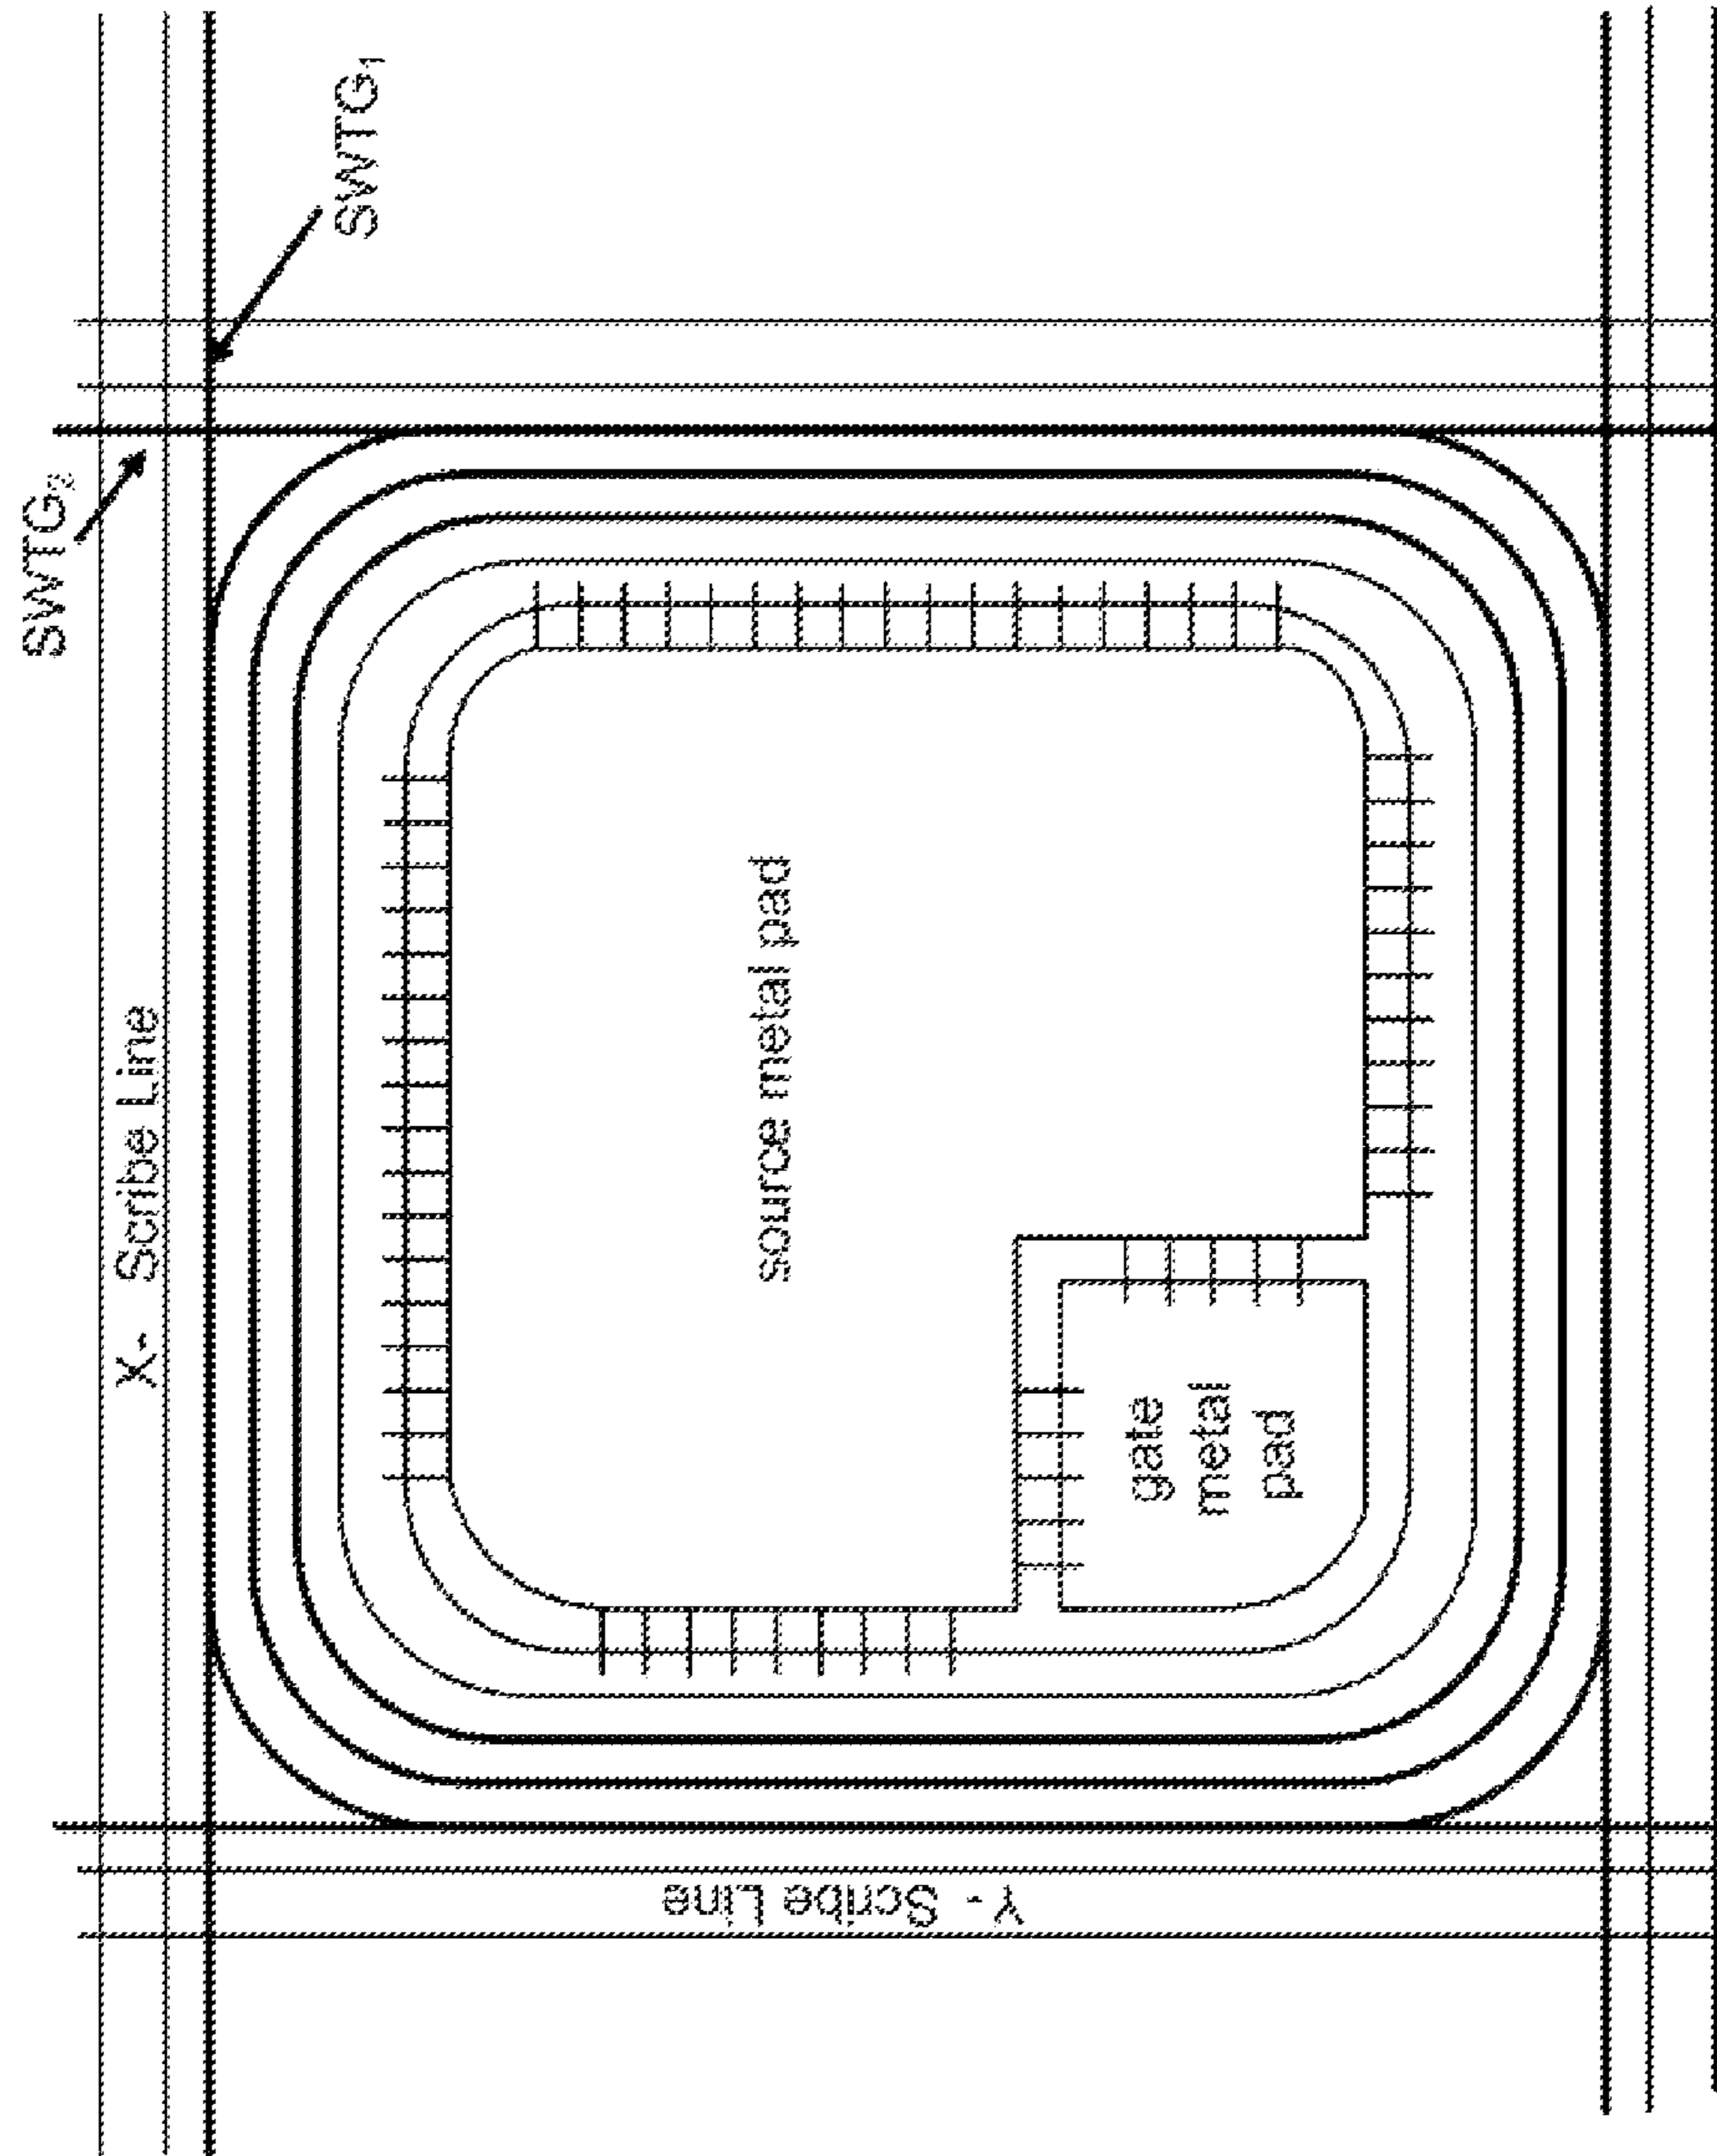 SWTG₂
SWTG₁
X- Scribe Line
source metal pad
gate
metal
pad
Y - Scribe Line